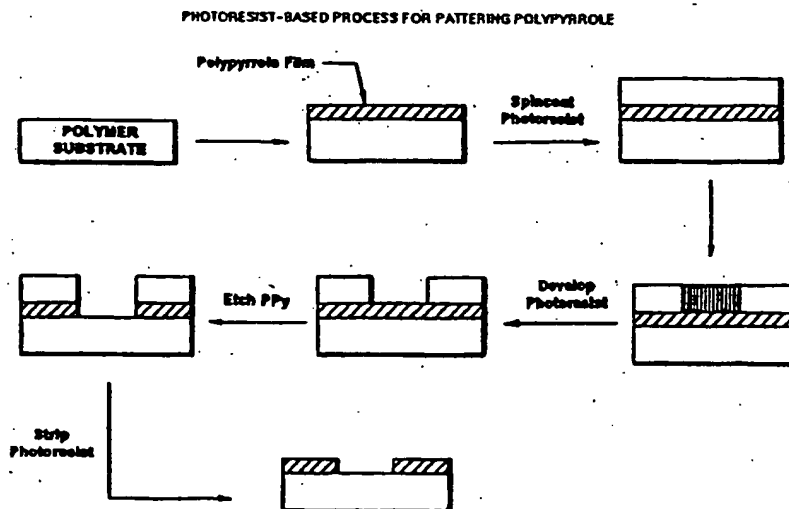 PHOTORESIST-BASED PROCESS FOR PATTERING POLYPYRROLE
Polypyrrole Film
POLYMER
SUBSTRATE
Spincoat
Photoresist
Develop
Photoresist
Etch PPy
Strip
Photoresist